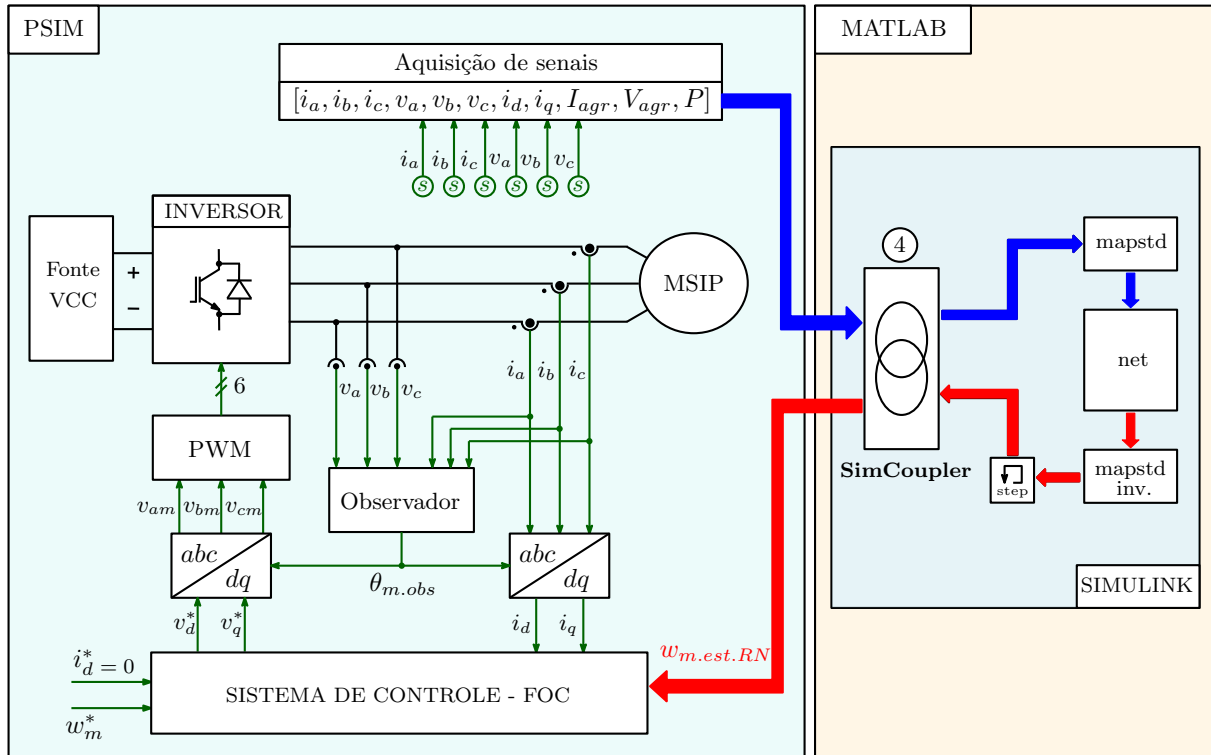 PSIM
MATLAB
Aquisição de senais
[i_a, i_b, i_c, v_a, v_b, v_c, i_d, i_q, I_agr, V_agr, P]
i_a i_b i_c v_a v_b v_c
s s s s s s
INVERSOR
Fonte
VCC
+
−
MSIP
4
mapstd
net
mapstd
inv.
step
SimCoupler
SIMULINK
6
v_a v_b v_c
i_a i_b i_c
PWM
Observador
v_am v_bm v_cm
abc
dq
θ_m.obs
abc
dq
v_d^* v_q^*
i_d i_q
w_m.est.RN
i_d^* = 0
w_m^*
SISTEMA DE CONTROLE - FOC